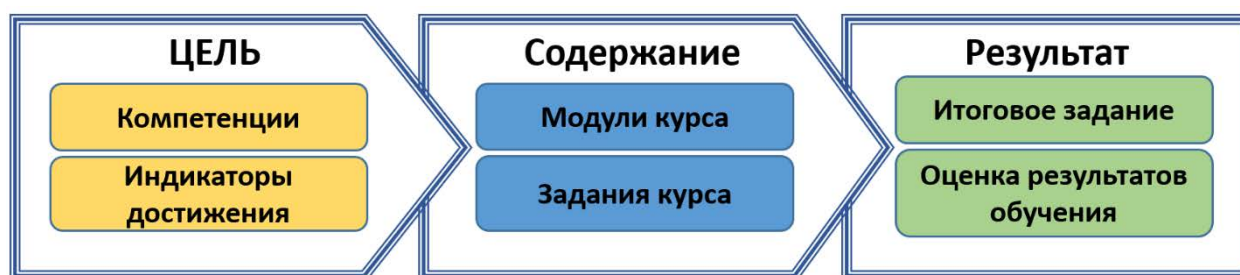 ЦЕЛЬ
Компетенции
Индикаторы
достижения
Содержание
Модули курса
Задания курса
Результат
Итоговое задание
Оценка результатов
обучения